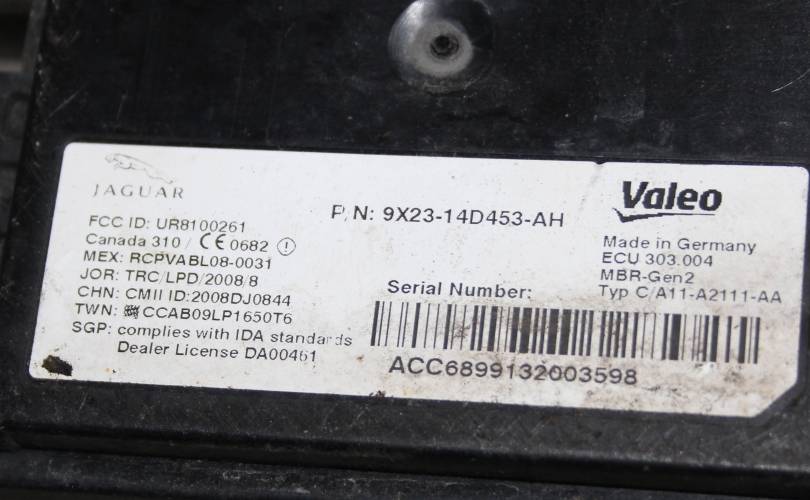 JAGUAR
FCC ID: UR8100261
Canada 310 / CE 0682
MEX: RCPVABL08-0031
JOR: TRC/LPD/2008/8
CHN: CMII ID:2008DJ0844
TWN: CCAB09LP1650T6
SGP: complies with IDA standards
Dealer License DA00461
P/N: 9X23-14D453-AH
Serial Number:
ACC6899132003598
Valeo
Made in Germany
ECU 303.004
MBR-Gen2
Typ C/A11-A2111-AA